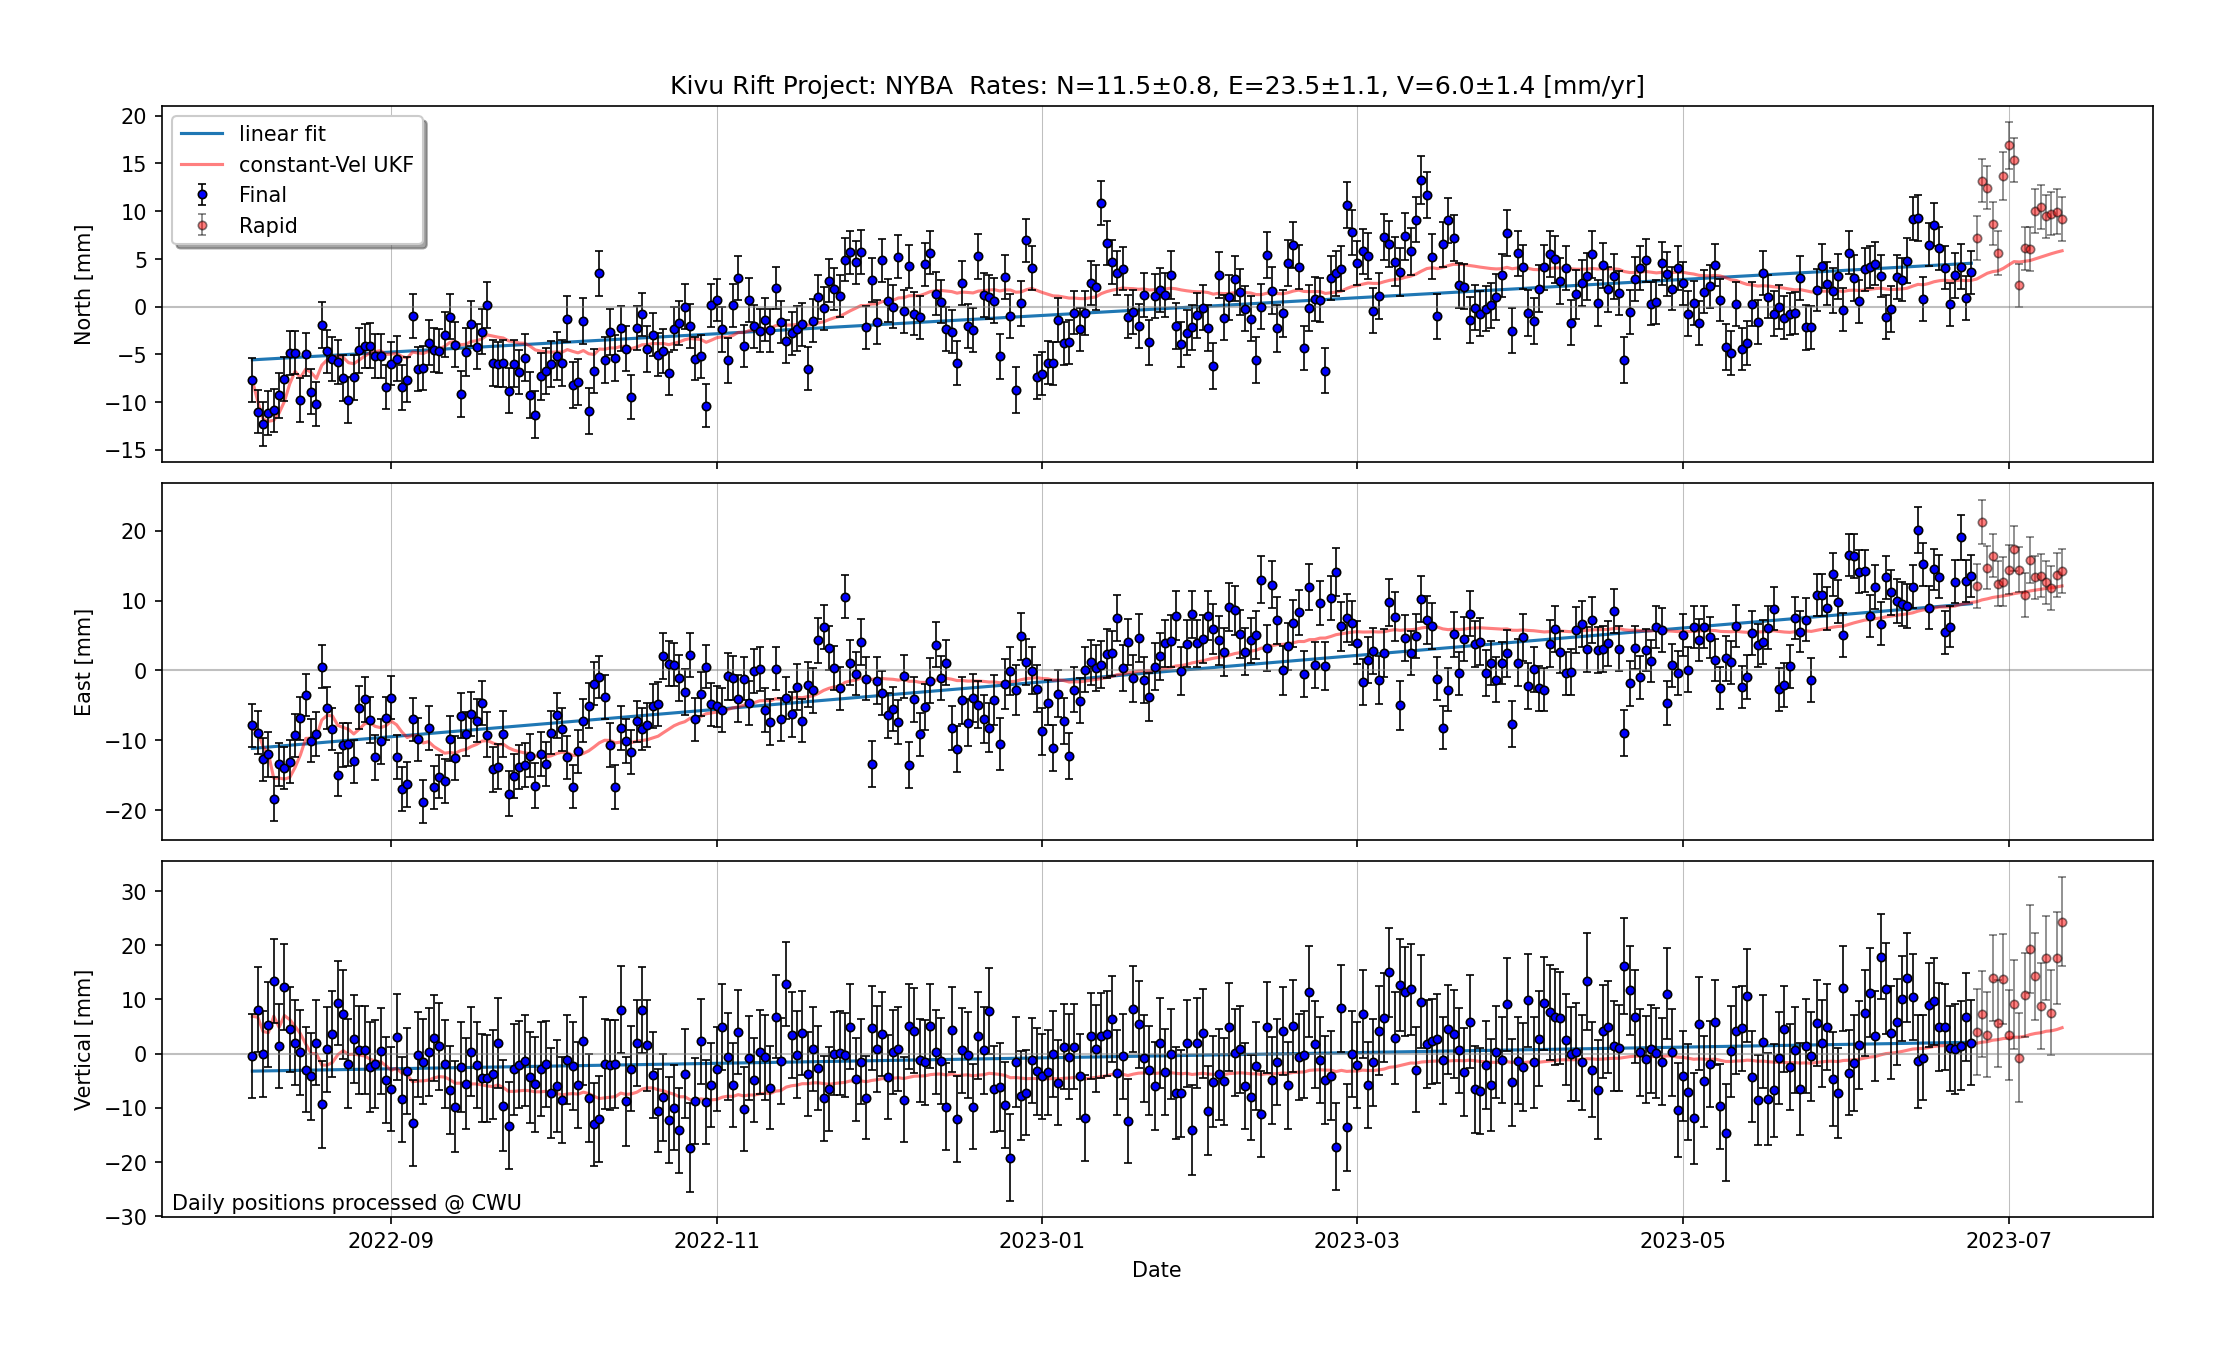 Kivu Rift Project: NYBA  Rates: N=11.5±0.8, E=23.5±1.1, V=6.0±1.4 [mm/yr]
linear fit
constant-Vel UKF
Final
Rapid
North [mm]
20
15
10
5
0
−5
−10
−15
East [mm]
20
10
0
−10
−20
Vertical [mm]
30
20
10
0
−10
−20
−30
Daily positions processed @ CWU
2022-09 2022-11 2023-01 2023-03 2023-05 2023-07
Date